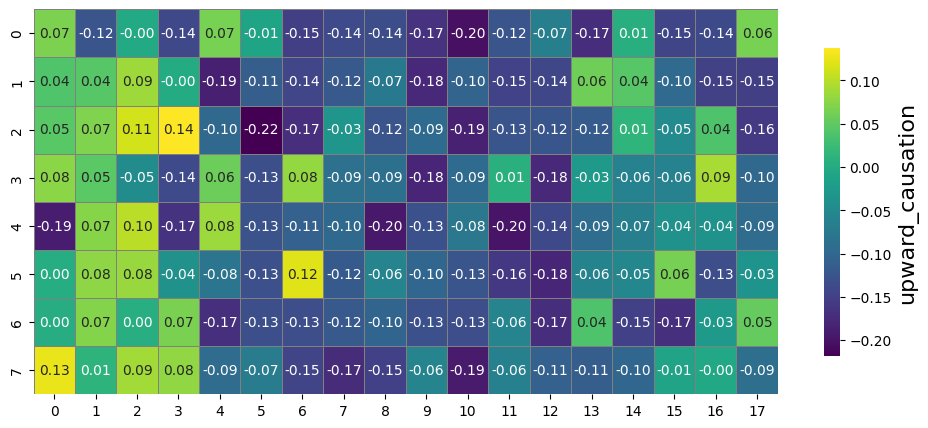 0 0.07 -0.12 -0.00 -0.14 0.07 -0.01 -0.15 -0.14 -0.14 -0.17 -0.20 -0.12 -0.07 -0.17 0.01 -0.15 -0.14 0.06
1 0.04 0.04 0.09 -0.00 -0.19 -0.11 -0.14 -0.12 -0.07 -0.18 -0.10 -0.15 -0.14 0.06 0.04 -0.10 -0.15 -0.15
2 0.05 0.07 0.11 0.14 -0.10 -0.22 -0.17 -0.03 -0.12 -0.09 -0.19 -0.13 -0.12 -0.12 0.01 -0.05 0.04 -0.16
3 0.08 0.05 -0.05 -0.14 0.06 -0.13 0.08 -0.09 -0.09 -0.18 -0.09 0.01 -0.18 -0.03 -0.06 -0.06 0.09 -0.10
4 -0.19 0.07 0.10 -0.17 0.08 -0.13 -0.11 -0.10 -0.20 -0.13 -0.08 -0.20 -0.14 -0.09 -0.07 -0.04 -0.04 -0.09
5 0.00 0.08 0.08 -0.04 -0.08 -0.13 0.12 -0.12 -0.06 -0.10 -0.13 -0.16 -0.18 -0.06 -0.05 0.06 -0.13 -0.03
6 0.00 0.07 0.00 0.07 -0.17 -0.13 -0.13 -0.12 -0.10 -0.13 -0.13 -0.06 -0.17 0.04 -0.15 -0.17 -0.03 0.05
7 0.13 0.01 0.09 0.08 -0.09 -0.07 -0.15 -0.17 -0.15 -0.06 -0.19 -0.06 -0.11 -0.11 -0.10 -0.01 -0.00 -0.09
0 1 2 3 4 5 6 7 8 9 10 11 12 13 14 15 16 17
0.10
0.05
0.00
−0.05
−0.10
−0.15
−0.20
upward_causation